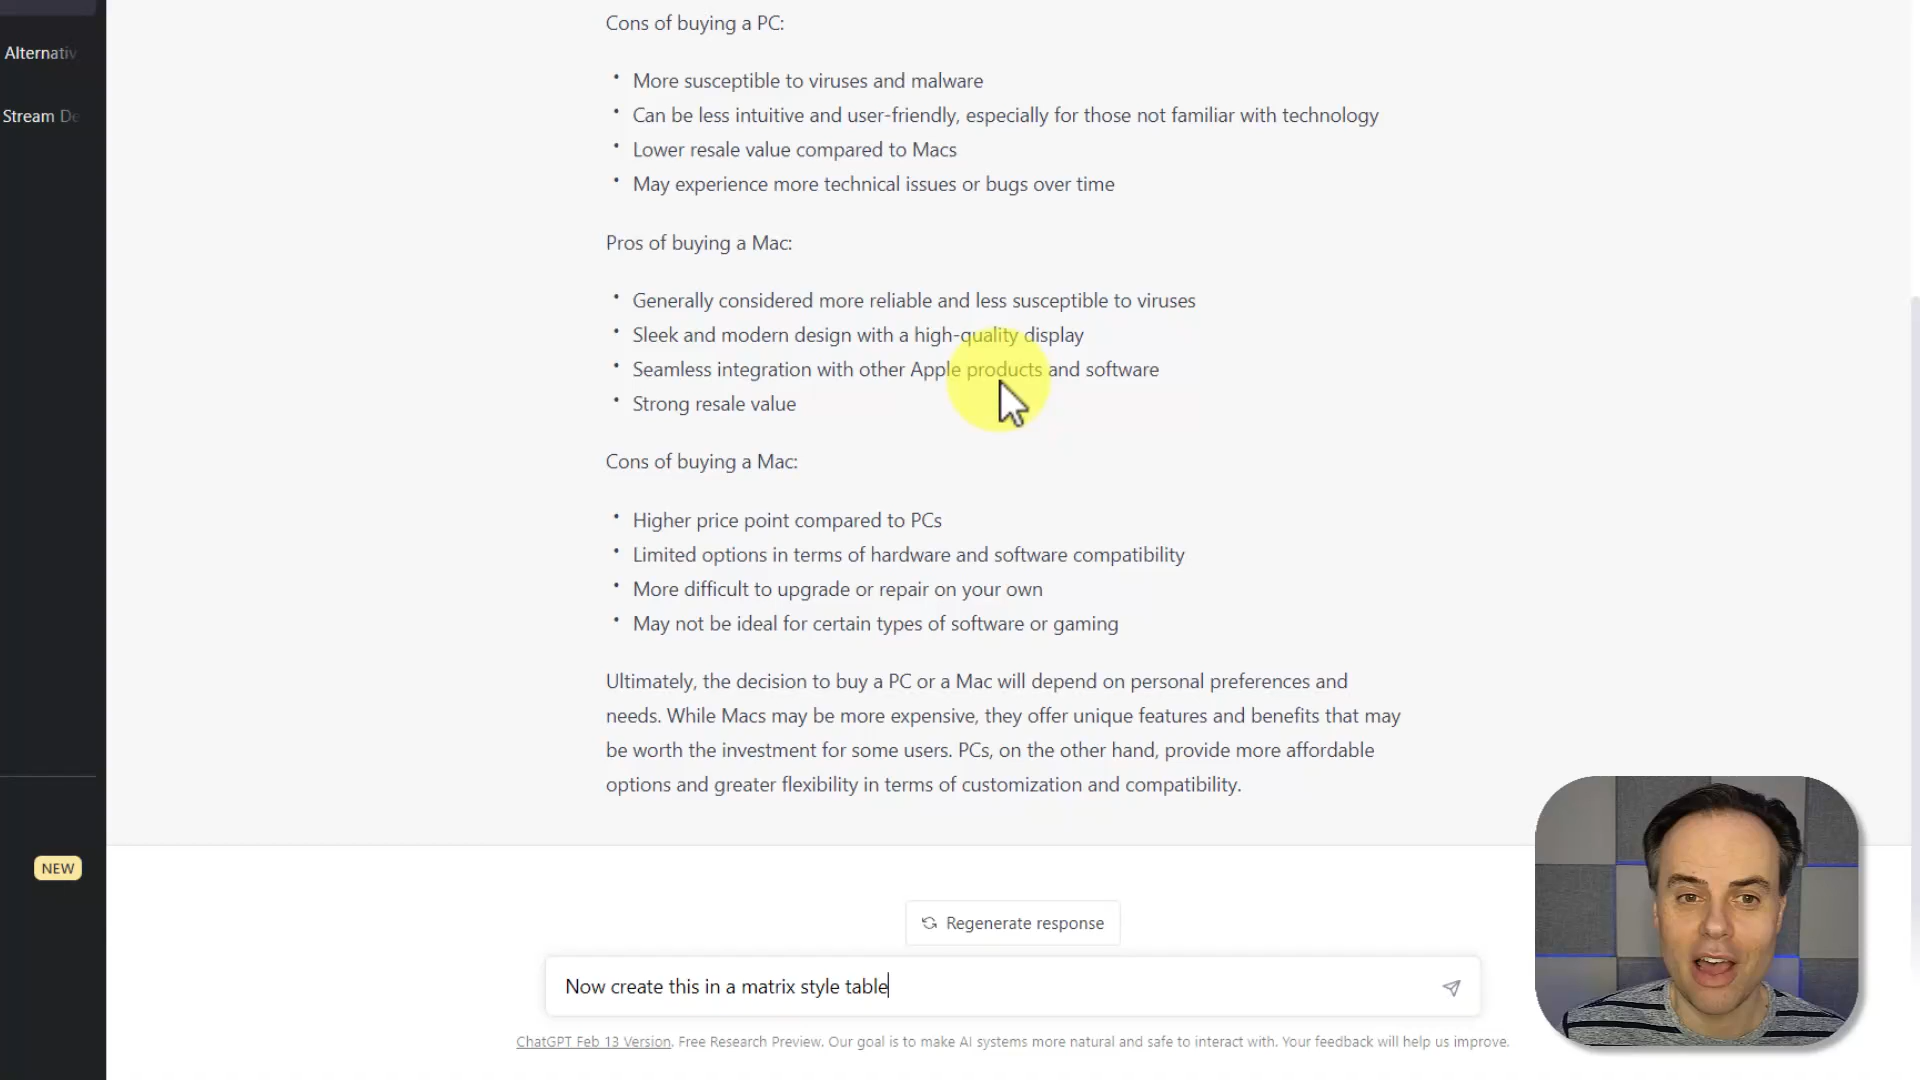 Alternativ
Stream De
NEW
Cons of buying a PC:
• More susceptible to viruses and malware
• Can be less intuitive and user-friendly, especially for those not familiar with technology
• Lower resale value compared to Macs
• May experience more technical issues or bugs over time
Pros of buying a Mac:
• Generally considered more reliable and less susceptible to viruses
• Sleek and modern design with a high-quality display
• Seamless integration with other Apple products and software
• Strong resale value
Cons of buying a Mac:
• Higher price point compared to PCs
• Limited options in terms of hardware and software compatibility
• More difficult to upgrade or repair on your own
• May not be ideal for certain types of software or gaming
Ultimately, the decision to buy a PC or a Mac will depend on personal preferences and
needs. While Macs may be more expensive, they offer unique features and benefits that may
be worth the investment for some users. PCs, on the other hand, provide more affordable
options and greater flexibility in terms of customization and compatibility.
Regenerate response
Now create this in a matrix style table
ChatGPT Feb 13 Version. Free Research Preview. Our goal is to make AI systems more natural and safe to interact with. Your feedback will help us improve.